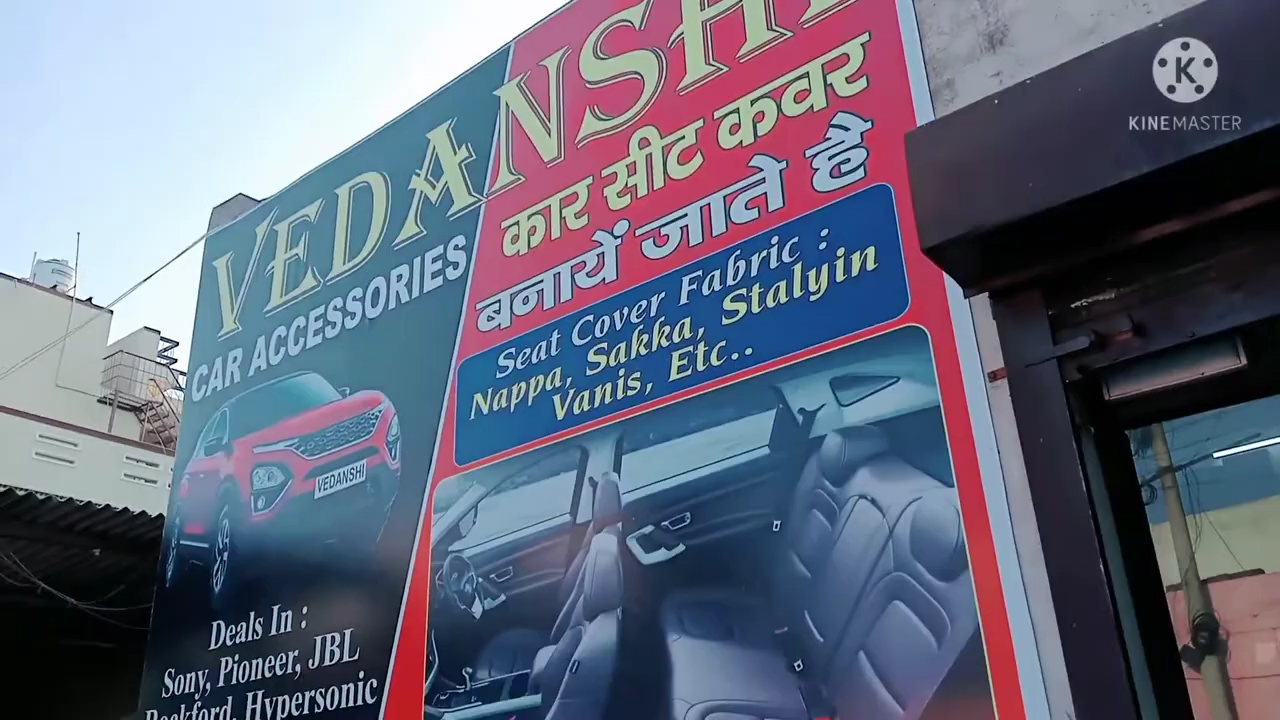 VEDANSHI
CAR ACCESSORIES
VEDANSHI
Deals In :
Sony, Pioneer, JBL
Rockford, Hypersonic
कार सीट कवर
बनायें जाते है
Seat Cover Fabric :
Nappa, Sakka, Stalyin
Vanis, Etc..
K
KINEMASTER